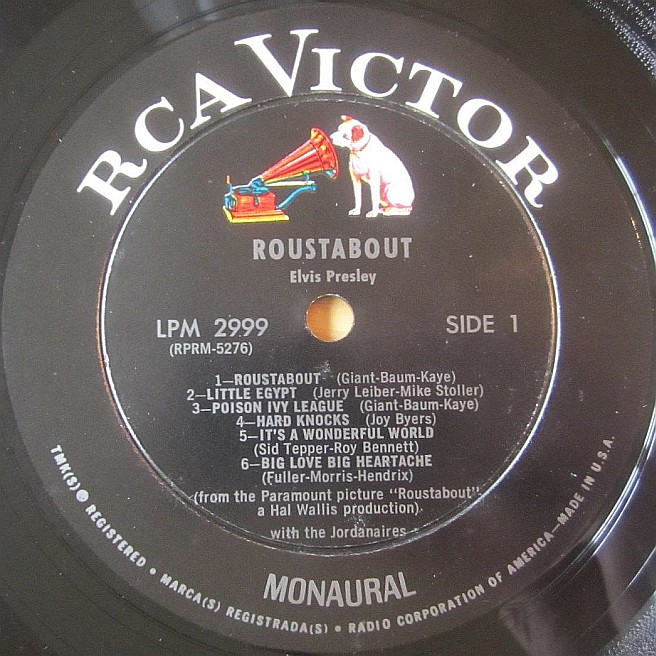 RCA VICTOR
ROUSTABOUT
Elvis Presley
LPM 2999
SIDE 1
(RPRM-5276)
1—ROUSTABOUT (Giant-Baum-Kaye)
2—LITTLE EGYPT (Jerry Leiber-Mike Stoller)
3—POISON IVY LEAGUE (Giant-Baum-Kaye)
4—HARD KNOCKS (Joy Byers)
5—IT'S A WONDERFUL WORLD
(Sid Tepper-Roy Bennett)
6—BIG LOVE BIG HEARTACHE
(Fuller-Morris-Hendrix)
(from the Paramount picture "Roustabout"
a Hal Wallis production)
with the Jordanaires
MONAURAL
TMK(S) ® REGISTERED • MARCA(S) REGISTRADA(S) • RADIO CORPORATION OF AMERICA—MADE IN U.S.A.